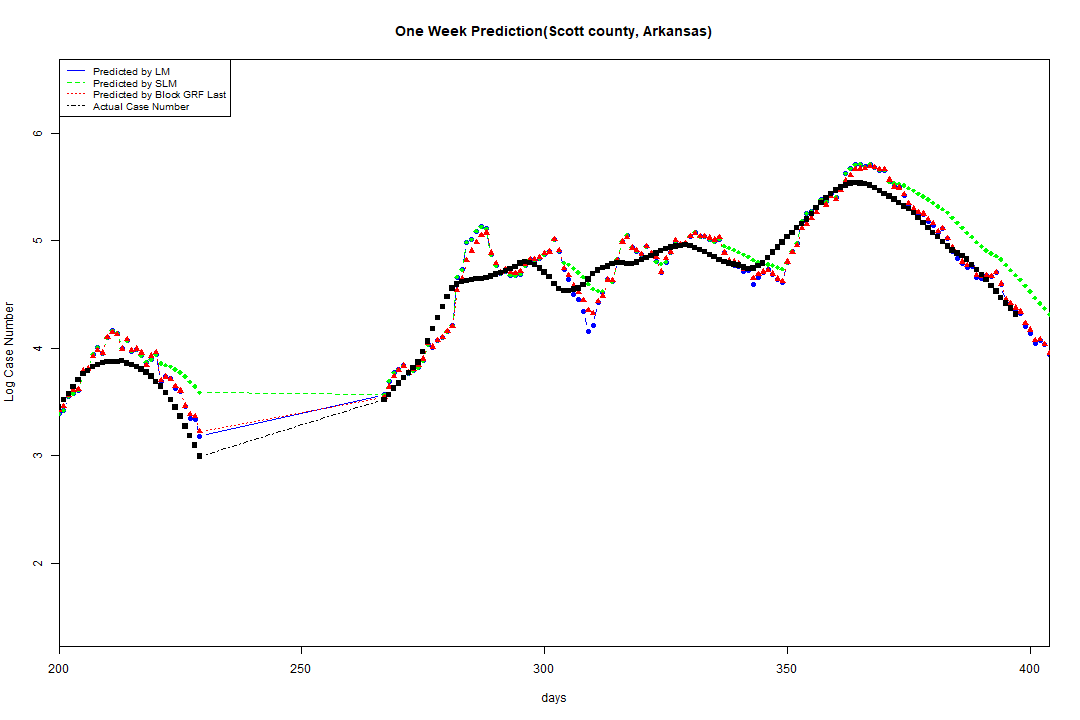 One Week Prediction(Scott county, Arkansas)
Predicted by LM
Predicted by SLM
Predicted by Block GRF Last
Actual Case Number
Log Case Number
6
5
4
3
2
200 250 300 350 400
days